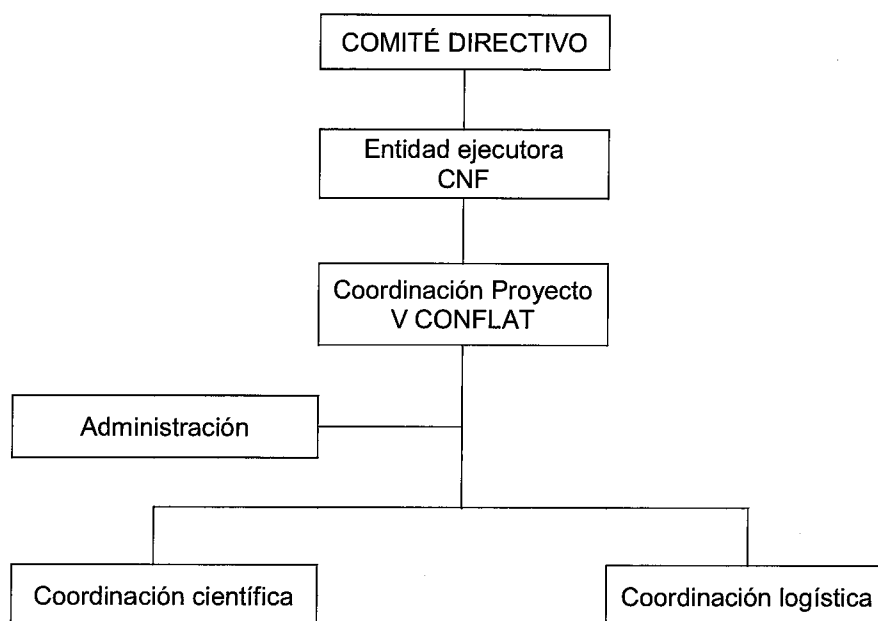 COMITÉ DIRECTIVO
Entidad ejecutora
CNF
Coordinación Proyecto
V CONFLAT
Administración
Coordinación científica
Coordinación logística